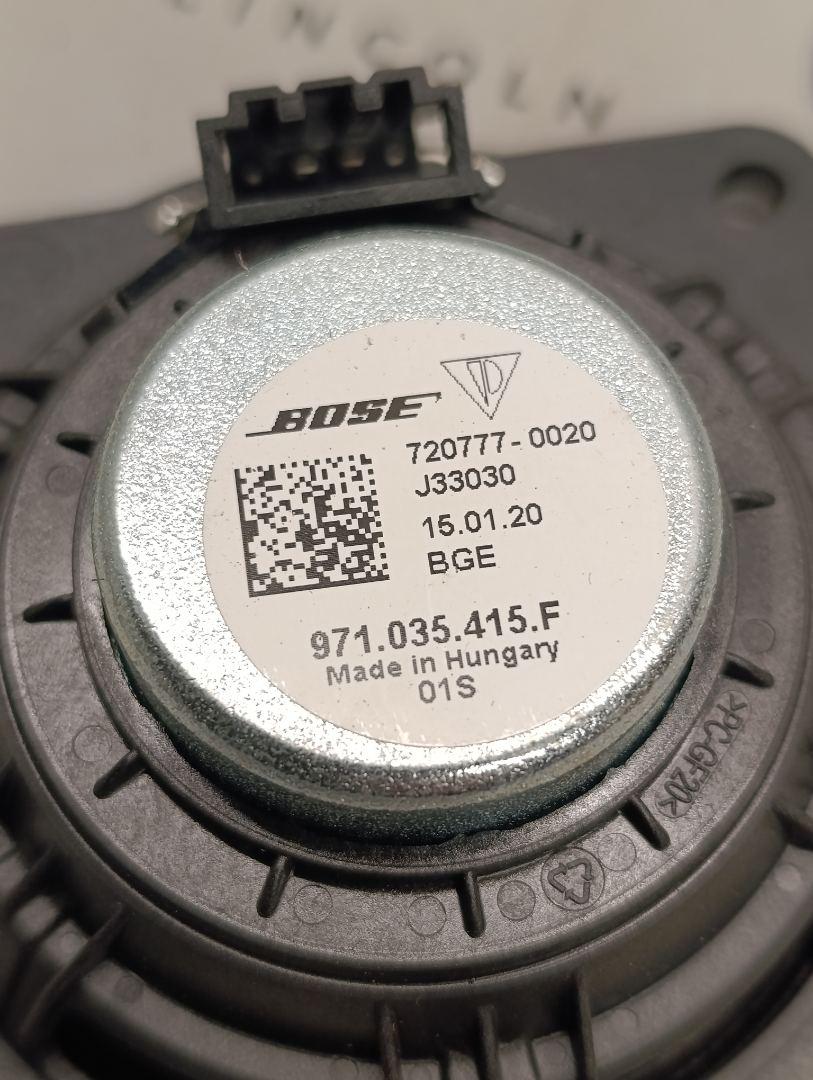 LINCOLN
BOSE
720777-0020
J33030
15.01.20
BGE
971.035.415.F
Made in Hungary
01S
>PC-GF20<